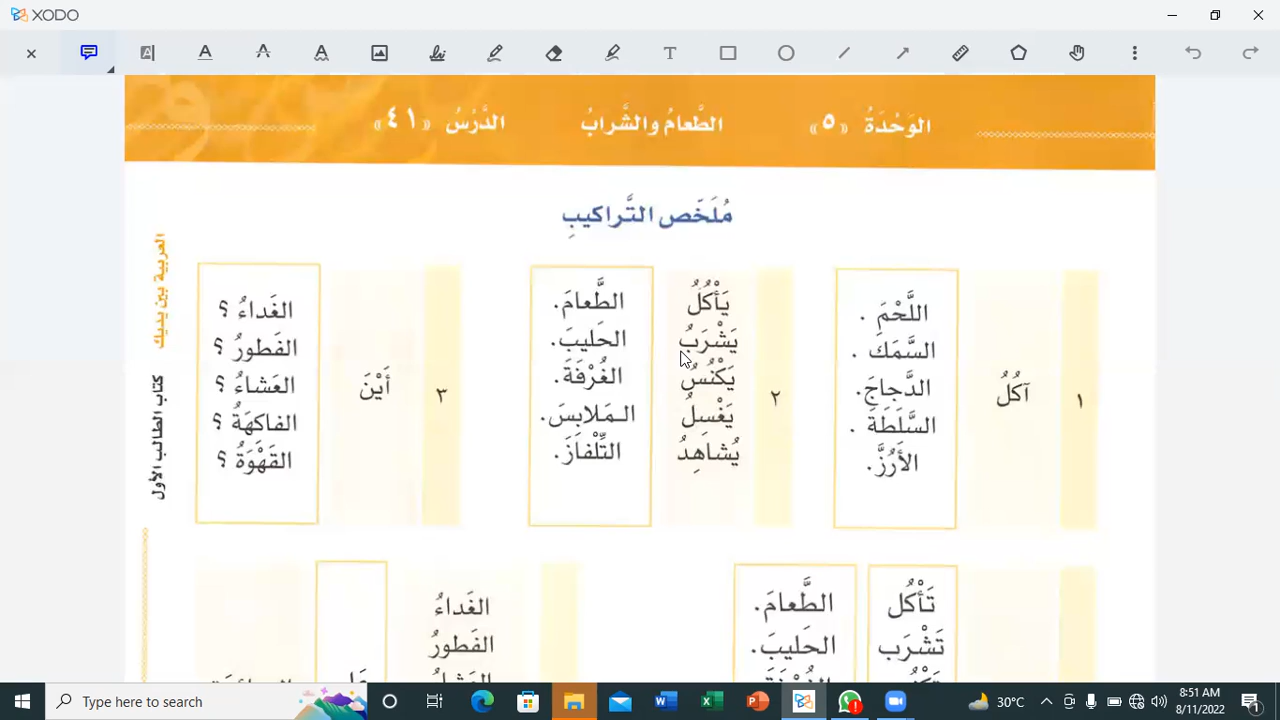 XODO
الوَحْدَةُ «٥» الطَّعامُ والشَّرابُ الدَّرْسُ «٤١»
مُلَخَص التَّراكيبِ
١
آكُلُ
اللَّحْمَ .
السَّمَكَ .
الدَّجاجَ.
السَّلَطَةَ .
الأَرُزَّ.
٢
يَأْكُلُ الطَّعامَ.
يَشْرَبُ الحَليبَ.
يَكْنُسُ الغُرْفَةَ.
يَغْسِلُ المَلابِسَ.
يُشاهِدُ التِّلْفازَ.
٣
أَيْنَ
الغَداءُ ؟
الفَطورُ ؟
العَشاءُ ؟
الفاكهَةُ ؟
القَهْوَةُ ؟
العربية بين يديك
كتاب الطالب الأول
تَأْكُل الطَّعامَ.
تَشْرَب الحَليبَ.
الغَداءُ
الفَطورُ
Type here to search
30°C
8:51 AM
8/11/2022